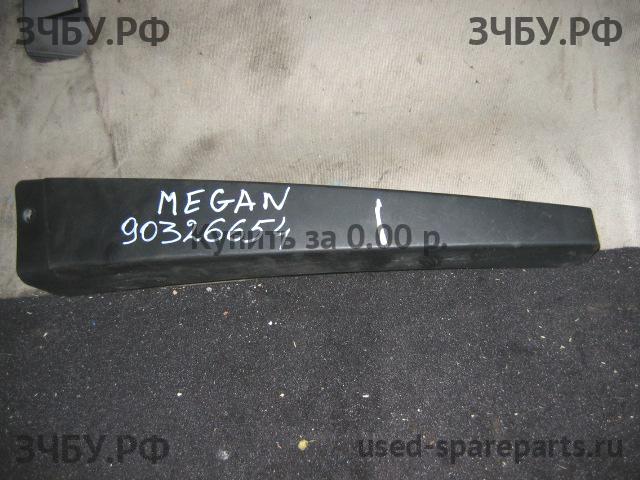 ЗЧБУ.РФ ЗЧБУ.РФ
MEGAN
90326654
Купить за 0.00 р.
ЗЧБУ.РФ used-spareparts.ru